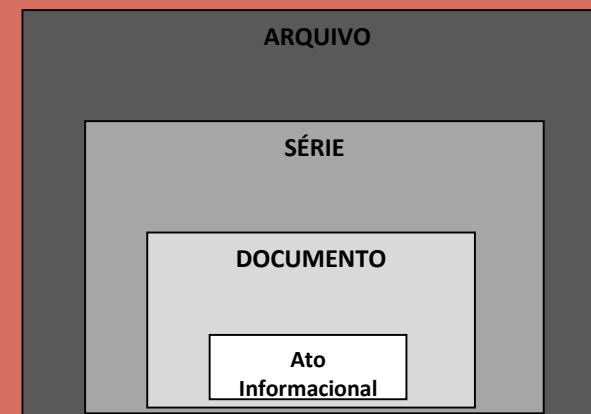 ARQUIVO
SÉRIE
DOCUMENTO
Ato
Informacional